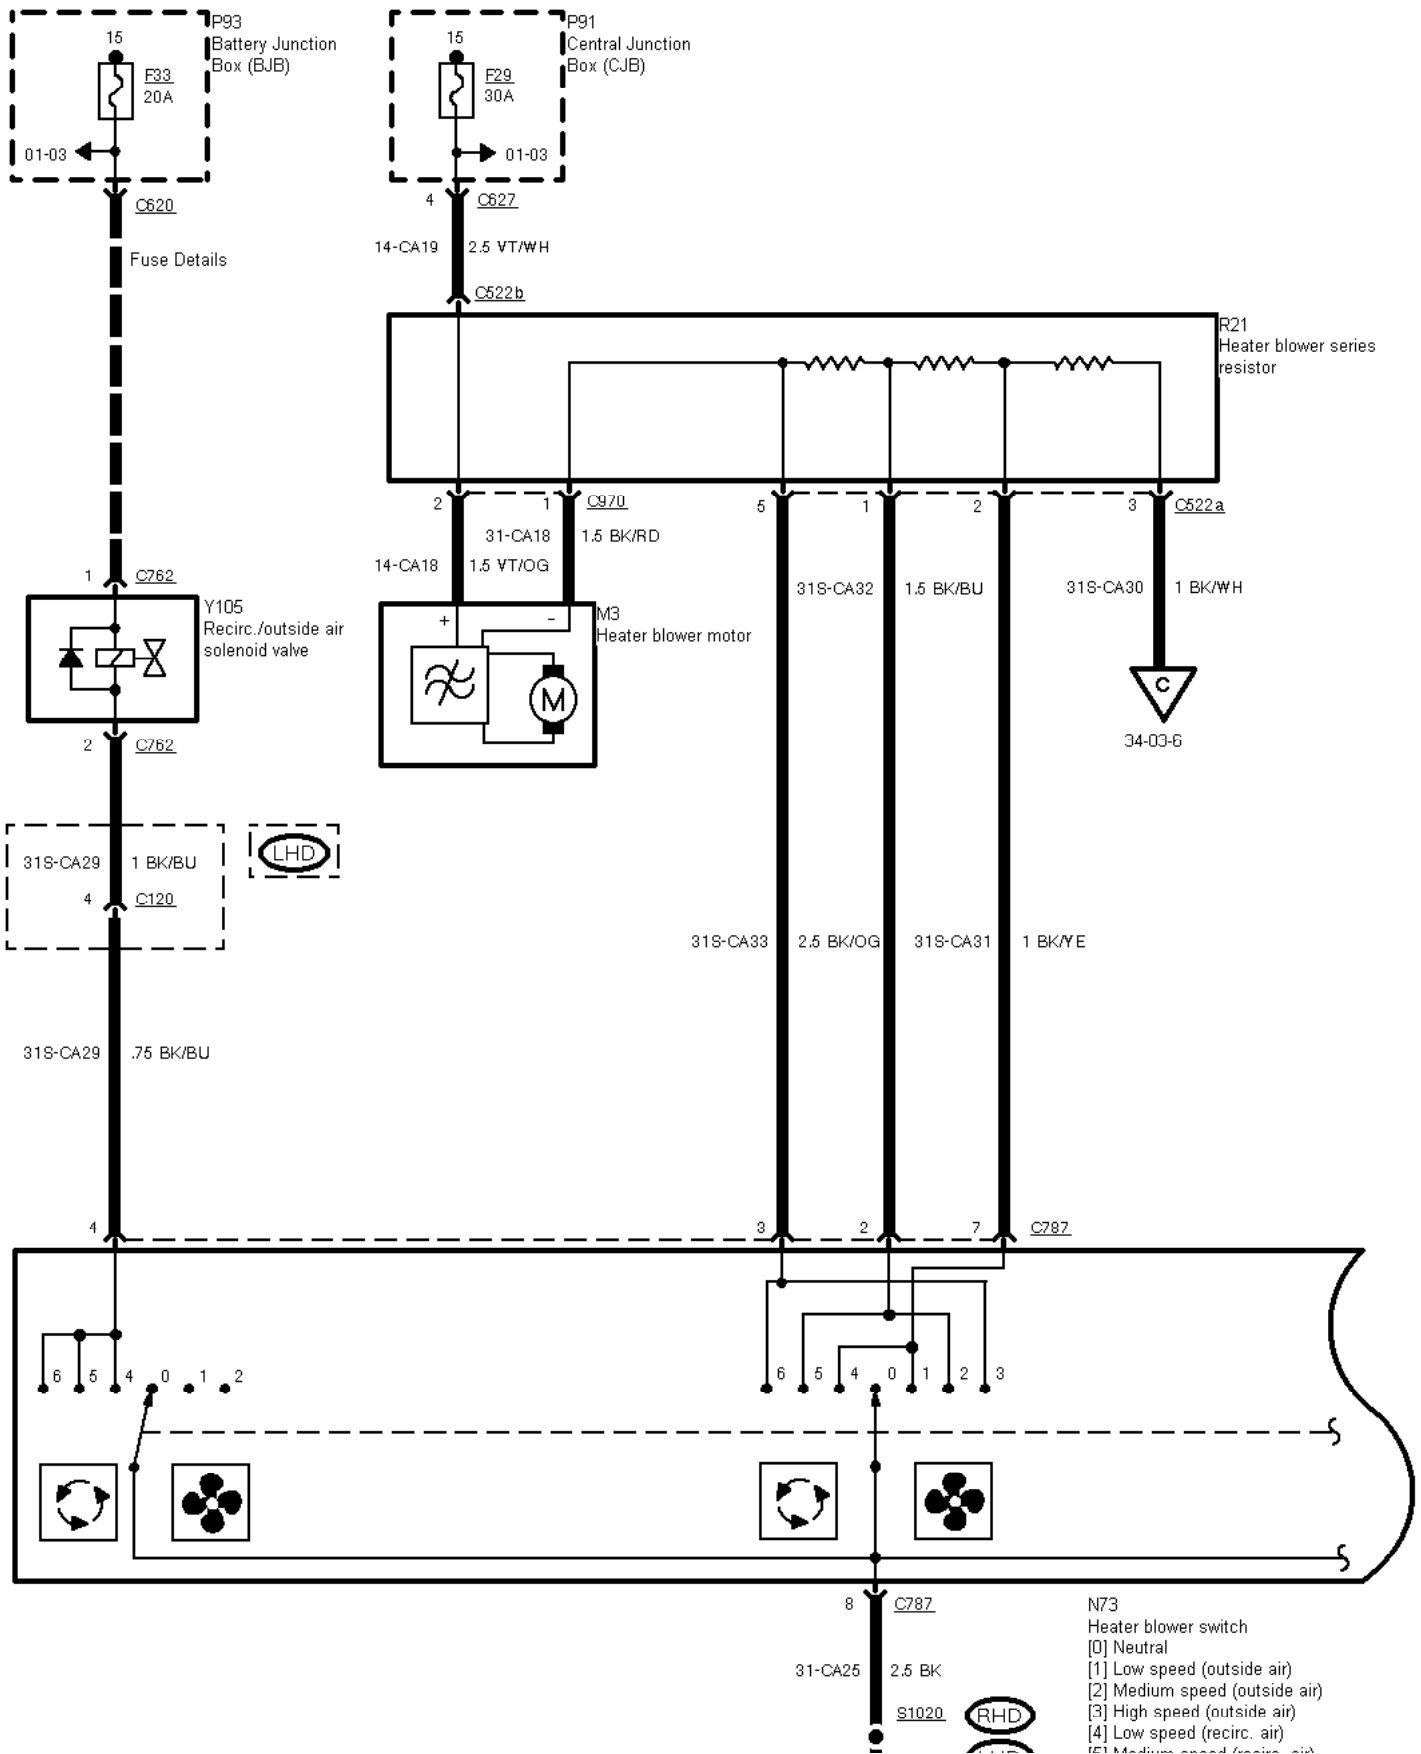 P93
Battery Junction
Box (BJB)
15
F33
20A
01-03
C620
Fuse Details
P91
Central Junction
Box (CJB)
15
F29
30A
01-03
4 C627
14-CA19 2.5 VT/WH
C522b
R21
Heater blower series
resistor
2 1 C970
5 1 2 3 C522a
31-CA18 1.5 BK/RD
14-CA18 1.5 VT/OG
1 C762
Y105
Recirc./outside air
solenoid valve
+ -
M3
Heater blower motor
M
31S-CA32 1.5 BK/BU
31S-CA30 1 BK/WH
C
34-03-6
2 C762
31S-CA29 1 BK/BU
LHD
4 C120
31S-CA33 2.5 BK/OG
31S-CA31 1 BK/YE
31S-CA29 .75 BK/BU
4 3 2 7 C787
6 5 4 0 1 2
6 5 4 0 1 2 3
8 C787
31-CA25 2.5 BK
S1020 RHD
LHD
N73
Heater blower switch
[0] Neutral
[1] Low speed (outside air)
[2] Medium speed (outside air)
[3] High speed (outside air)
[4] Low speed (recirc. air)
[5] Medium speed (recirc. air)